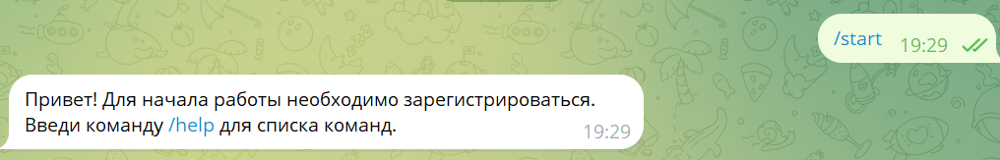 /start 19:29
Привет! Для начала работы необходимо зарегистрироваться.
Введи команду /help для списка команд.
19:29